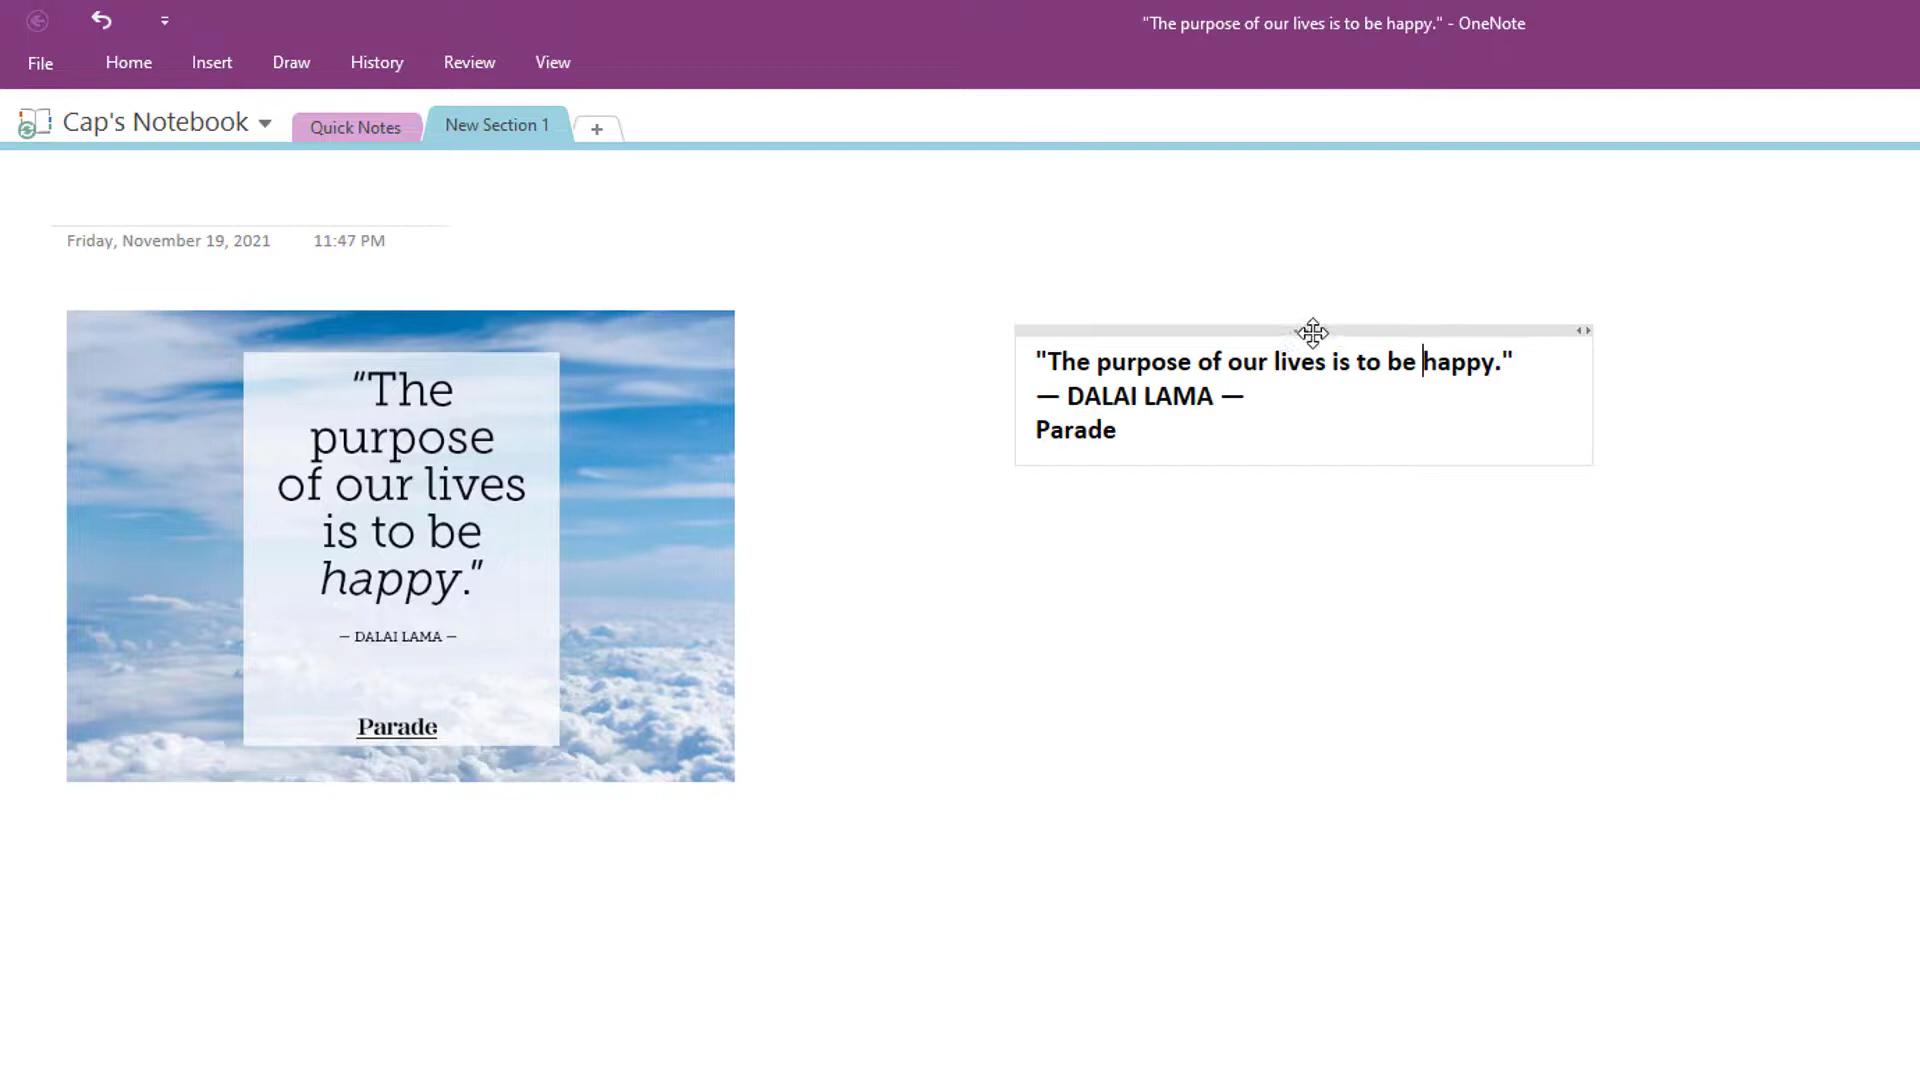 "The purpose of our lives is to be happy." - OneNote
File Home Insert Draw History Review View
Cap's Notebook Quick Notes New Section 1 +
Friday, November 19, 2021 11:47 PM
“The
purpose
of our lives
is to be
happy.”
— DALAI LAMA —
Parade
"The purpose of our lives is to be happy."
— DALAI LAMA —
Parade